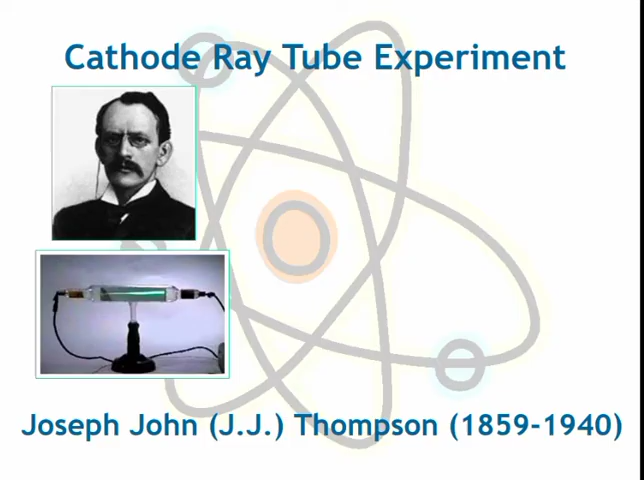 Cathode Ray Tube Experiment
Joseph John (J.J.) Thompson (1859-1940)